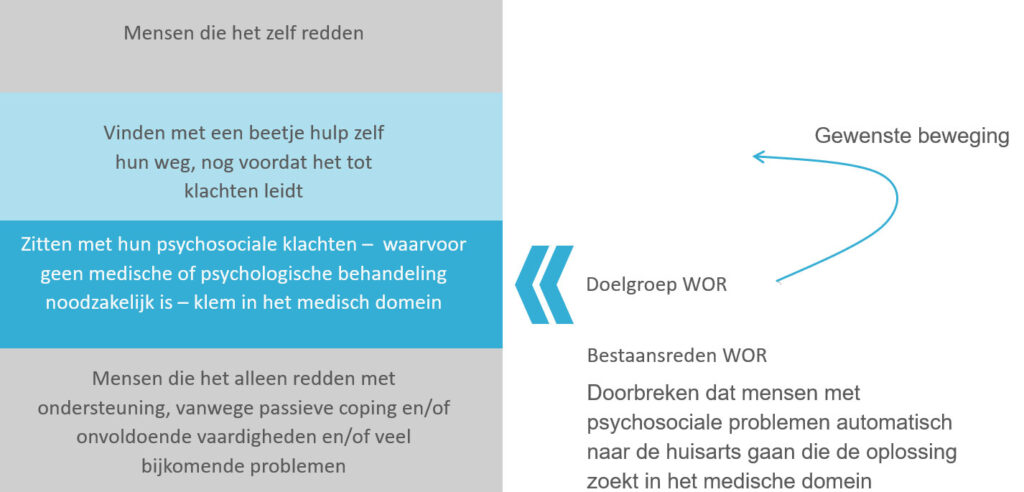 Mensen die het zelf redden
Vinden met een beetje hulp zelf
hun weg, nog voordat het tot
klachten leidt
Zitten met hun psychosociale klachten – waarvoor
geen medische of psychologische behandeling
noodzakelijk is – klem in het medisch domein
Mensen die het alleen redden met
ondersteuning, vanwege passieve coping en/of
onvoldoende vaardigheden en/of veel
bijkomende problemen
Gewenste beweging
Doelgroep WOR
Bestaansreden WOR
Doorbreken dat mensen met
psychosociale problemen automatisch
naar de huisarts gaan die de oplossing
zoekt in het medische domein